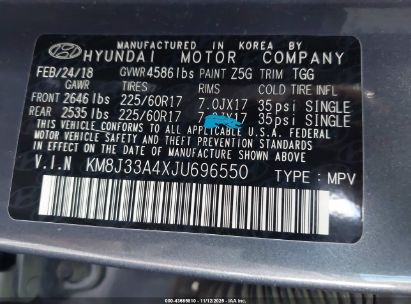 MANUFACTURED IN KOREA BY
HYUNDAI MOTOR COMPANY
FEB/24/18 GVWR4586lbs PAINT Z5G TRIM TGG
GAWR TIRES RIMS COLD TIRE INFL
FRONT 2646lbs 225/60R17 7.0JX17 35psi SINGLE
REAR 2535lbs 225/60R17 JX17 35psi SINGLE
THIS VEHICLE CONFORMS TO ALL APPLICABLE U.S.A. FEDERAL
MOTOR VEHICLE SAFETY AND THEFT PREVENTION STANDARDS
IN EFFECT ON THE DATE OF MANUFACTURE SHOWN ABOVE.
V.I.N KM8J33A4XJU696550 TYPE : MPV